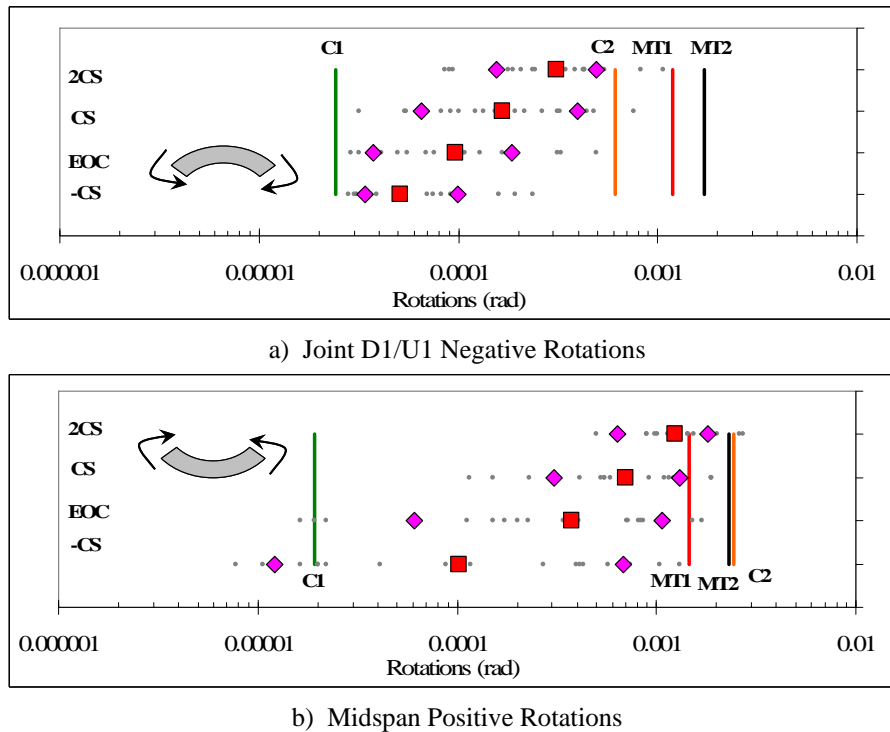 C1 C2 MT1 MT2
2CS
CS
EOC
-CS
0.000001 0.00001 0.0001 0.001 0.01
Rotations (rad)
a) Joint D1/U1 Negative Rotations
2CS
CS
EOC
-CS
C1 MT1 MT2 C2
0.000001 0.00001 0.0001 0.001 0.01
Rotations (rad)
b) Midspan Positive Rotations